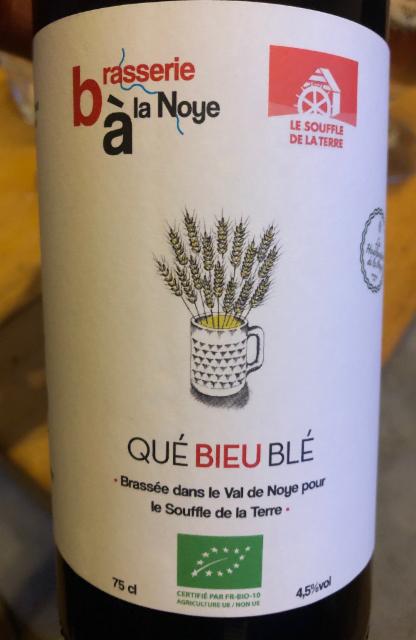 brasserie
à la Noye
LE SOUFFLE
DE LA TERRE
QUÉ BIEU BLÉ
• Brassée dans le Val de Noye pour
le Souffle de la Terre •
75 cl
CERTIFIÉ PAR FR-BIO-10
AGRICULTURE UE / NON UE
4,5%vol